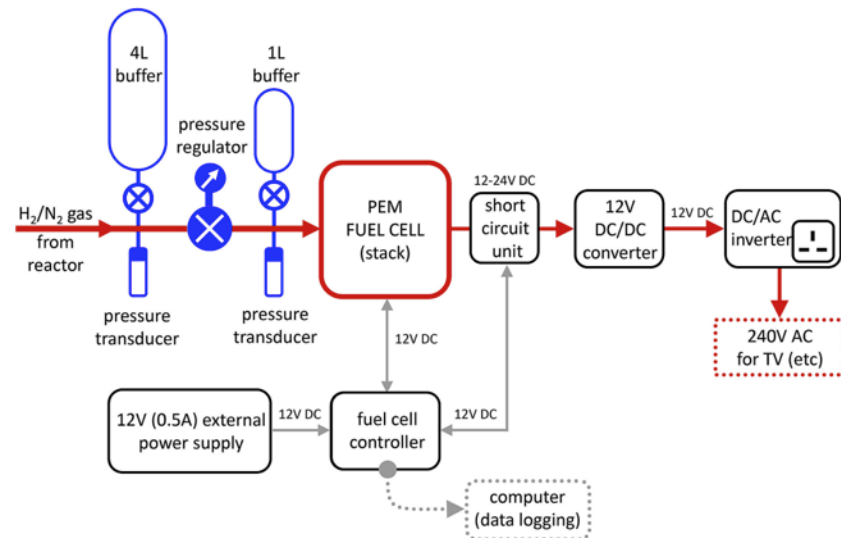 4L
buffer
1L
buffer
pressure
regulator
H₂/N₂ gas
from
reactor
pressure
transducer
pressure
transducer
PEM
FUEL CELL
(stack)
12-24V DC
short
circuit
unit
12V
DC/DC
converter
12V DC
DC/AC
inverter
240V AC
for TV (etc)
12V DC
12V (0.5A) external
power supply
12V DC
fuel cell
controller
12V DC
computer
(data logging)